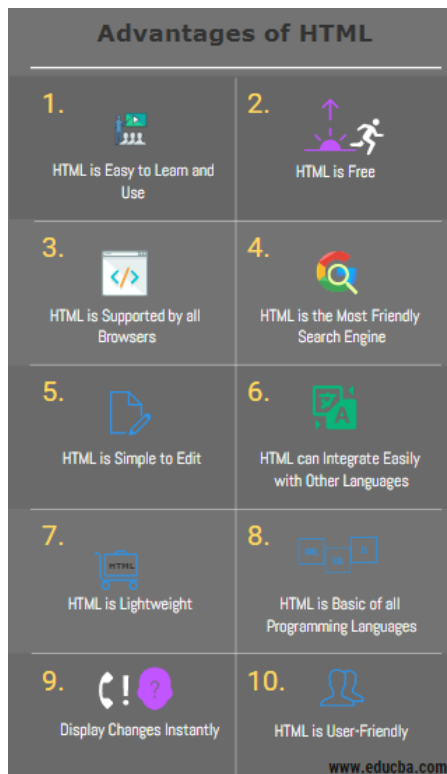 Advantages of HTML
1.
HTML is Easy to Learn and
Use
2.
HTML is Free
3.
</>
HTML is Supported by all
Browsers
4.
HTML is the Most Friendly
Search Engine
5.
HTML is Simple to Edit
6.
文
A
HTML can Integrate Easily
with Other Languages
7.
HTML
HTML is Lightweight
8.
HTML is Basic of all
Programming Languages
9.
!
?
Display Changes Instantly
10.
HTML is User-Friendly
www.educba.com